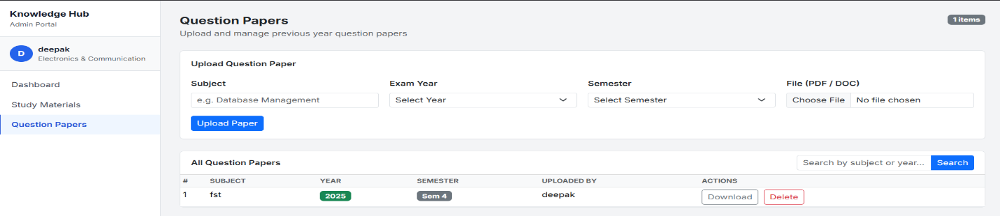 Knowledge Hub
Admin Portal
D
deepak
Electronics & Communication
Dashboard
Study Materials
Question Papers
Question Papers
1 items
Upload and manage previous year question papers
Upload Question Paper
Subject Exam Year Semester File (PDF / DOC)
e.g. Database Management Select Year Select Semester Choose File No file chosen
Upload Paper
All Question Papers Search by subject or year... Search
# SUBJECT YEAR SEMESTER UPLOADED BY ACTIONS
1 fst 2025 Sem 4 deepak Download Delete